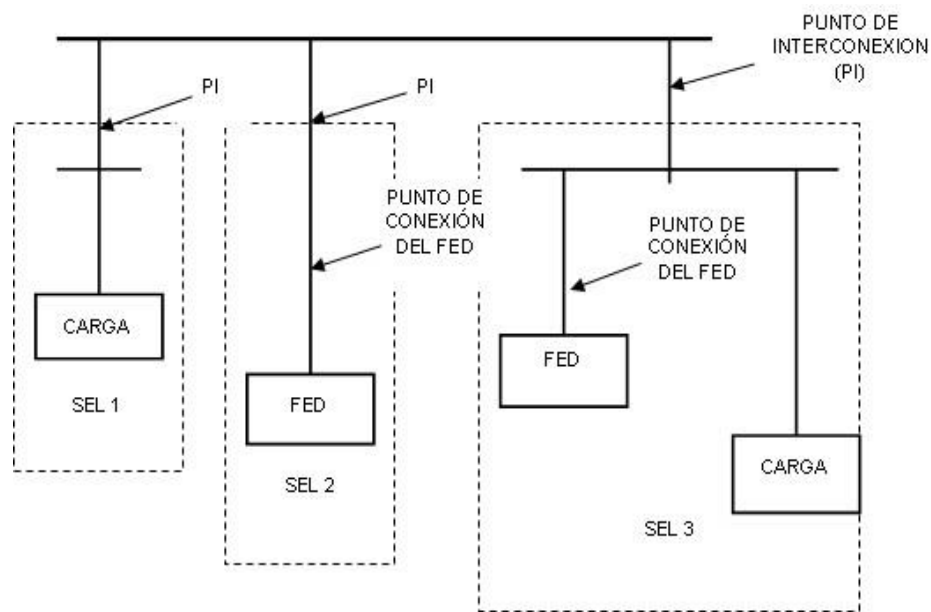 PUNTO DE
INTERCONEXION
(PI)
PI
PI
PUNTO DE
CONEXIÓN
DEL FED
PUNTO DE
CONEXIÓN
DEL FED
CARGA
SEL 1
FED
SEL 2
FED
CARGA
SEL 3